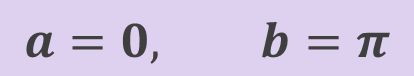 a = 0, b = π